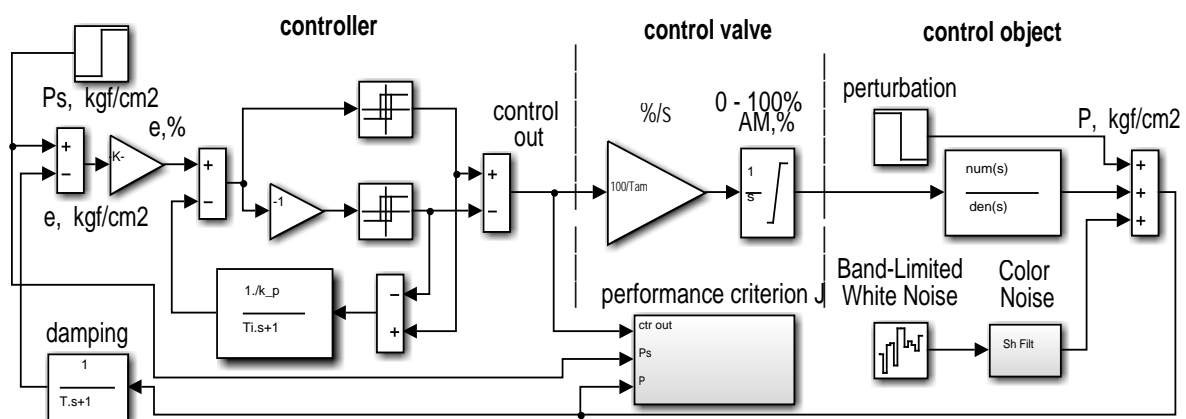 controller
control valve
control object
Ps, kgf/cm2
e,%
control
out
%/s
0 - 100%
AM,%
perturbation
P, kgf/cm2
+
−
-K-
e, kgf/cm2
+
−
-1
+
−
100/Tam
1
s
num(s)
den(s)
+
+
+
1./k_p
Ti.s+1
−
+
damping
1
T.s+1
performance criterion J
ctr out
Ps
P
Band-Limited
White Noise
Color
Noise
Sh Filt